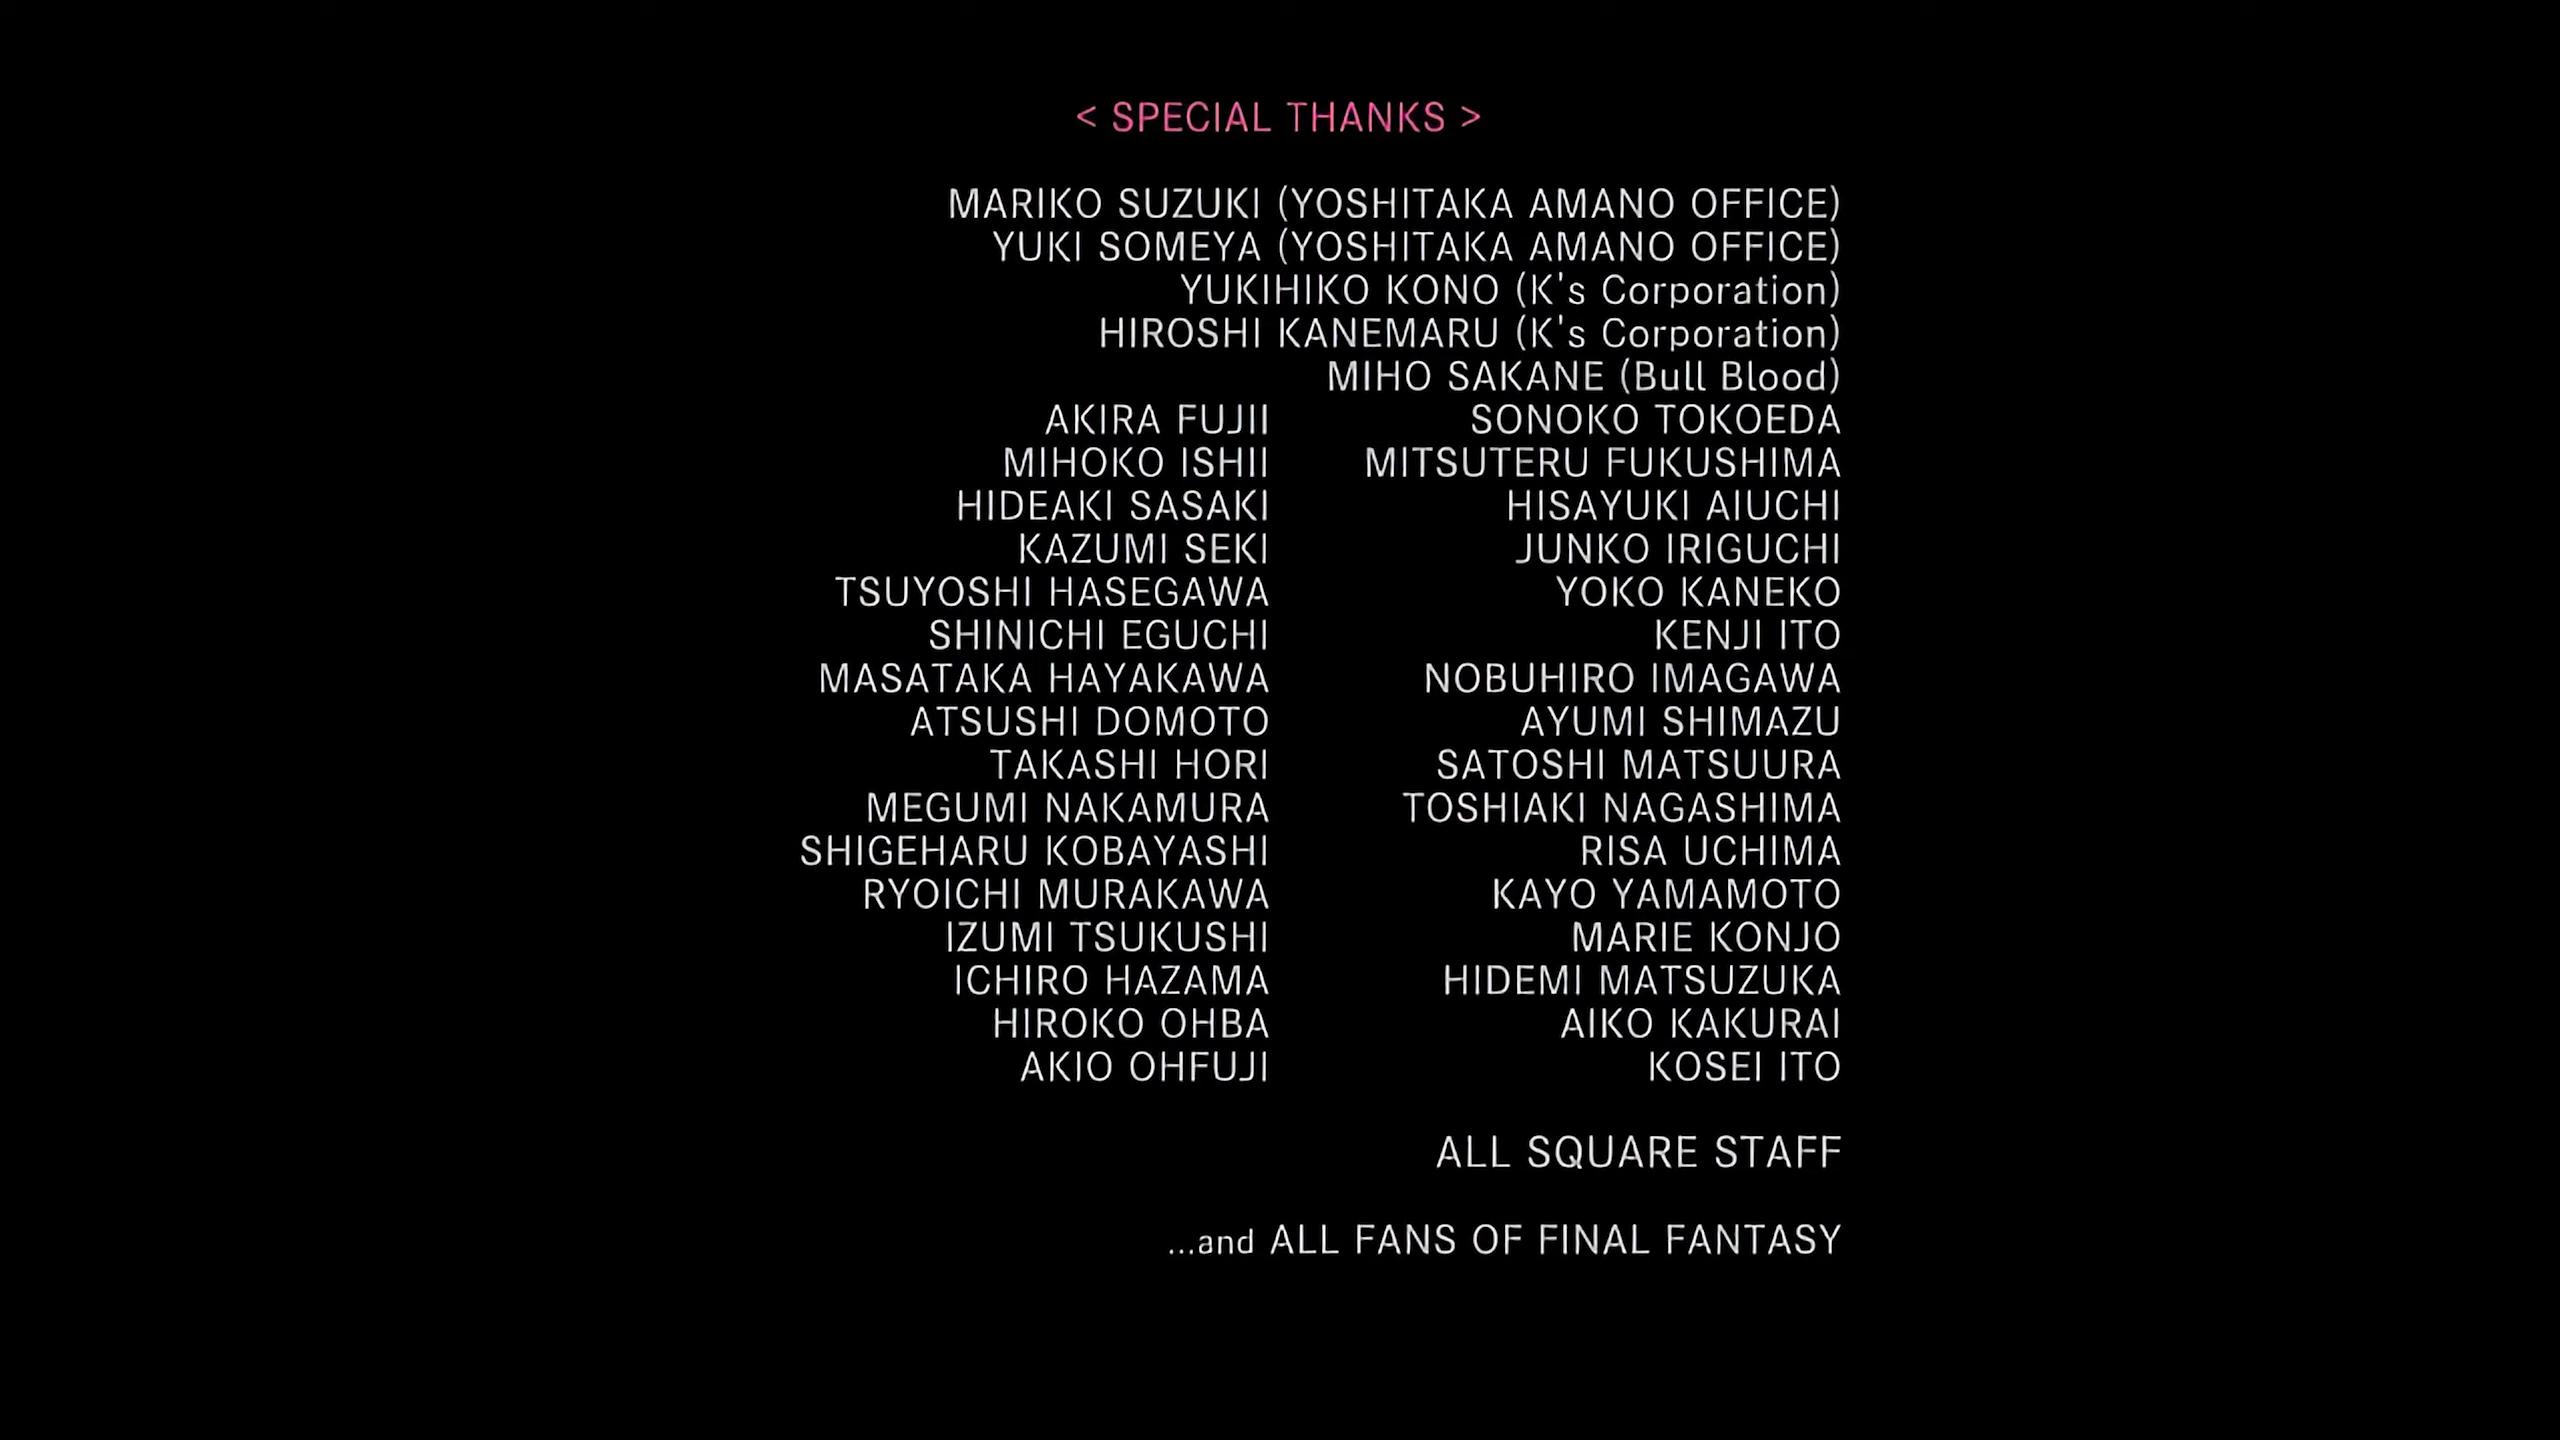 < SPECIAL THANKS >
MARIKO SUZUKI (YOSHITAKA AMANO OFFICE)
YUKI SOMEYA (YOSHITAKA AMANO OFFICE)
YUKIHIKO KONO (K's Corporation)
HIROSHI KANEMARU (K's Corporation)
MIHO SAKANE (Bull Blood)
AKIRA FUJII SONOKO TOKOEDA
MIHOKO ISHII MITSUTERU FUKUSHIMA
HIDEAKI SASAKI HISAYUKI AIUCHI
KAZUMI SEKI JUNKO IRIGUCHI
TSUYOSHI HASEGAWA YOKO KANEKO
SHINICHI EGUCHI KENJI ITO
MASATAKA HAYAKAWA NOBUHIRO IMAGAWA
ATSUSHI DOMOTO AYUMI SHIMAZU
TAKASHI HORI SATOSHI MATSUURA
MEGUMI NAKAMURA TOSHIAKI NAGASHIMA
SHIGEHARU KOBAYASHI RISA UCHIMA
RYOICHI MURAKAWA KAYO YAMAMOTO
IZUMI TSUKUSHI MARIE KONJO
ICHIRO HAZAMA HIDEMI MATSUZUKA
HIROKO OHBA AIKO KAKURAI
AKIO OHFUJI KOSEI ITO
ALL SQUARE STAFF
...and ALL FANS OF FINAL FANTASY